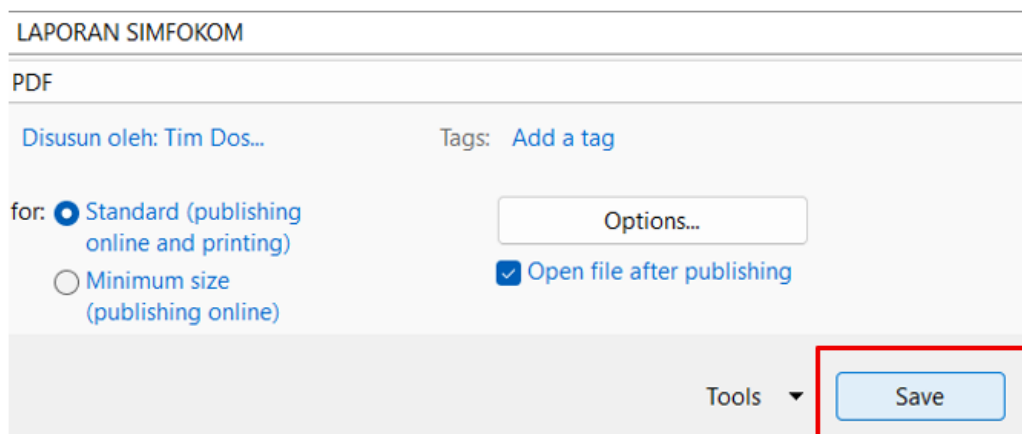 LAPORAN SIMFOKOM
PDF
Disusun oleh: Tim Dos... Tags: Add a tag
for: Standard (publishing
online and printing)
Minimum size
(publishing online)
Options...
Open file after publishing
Tools Save